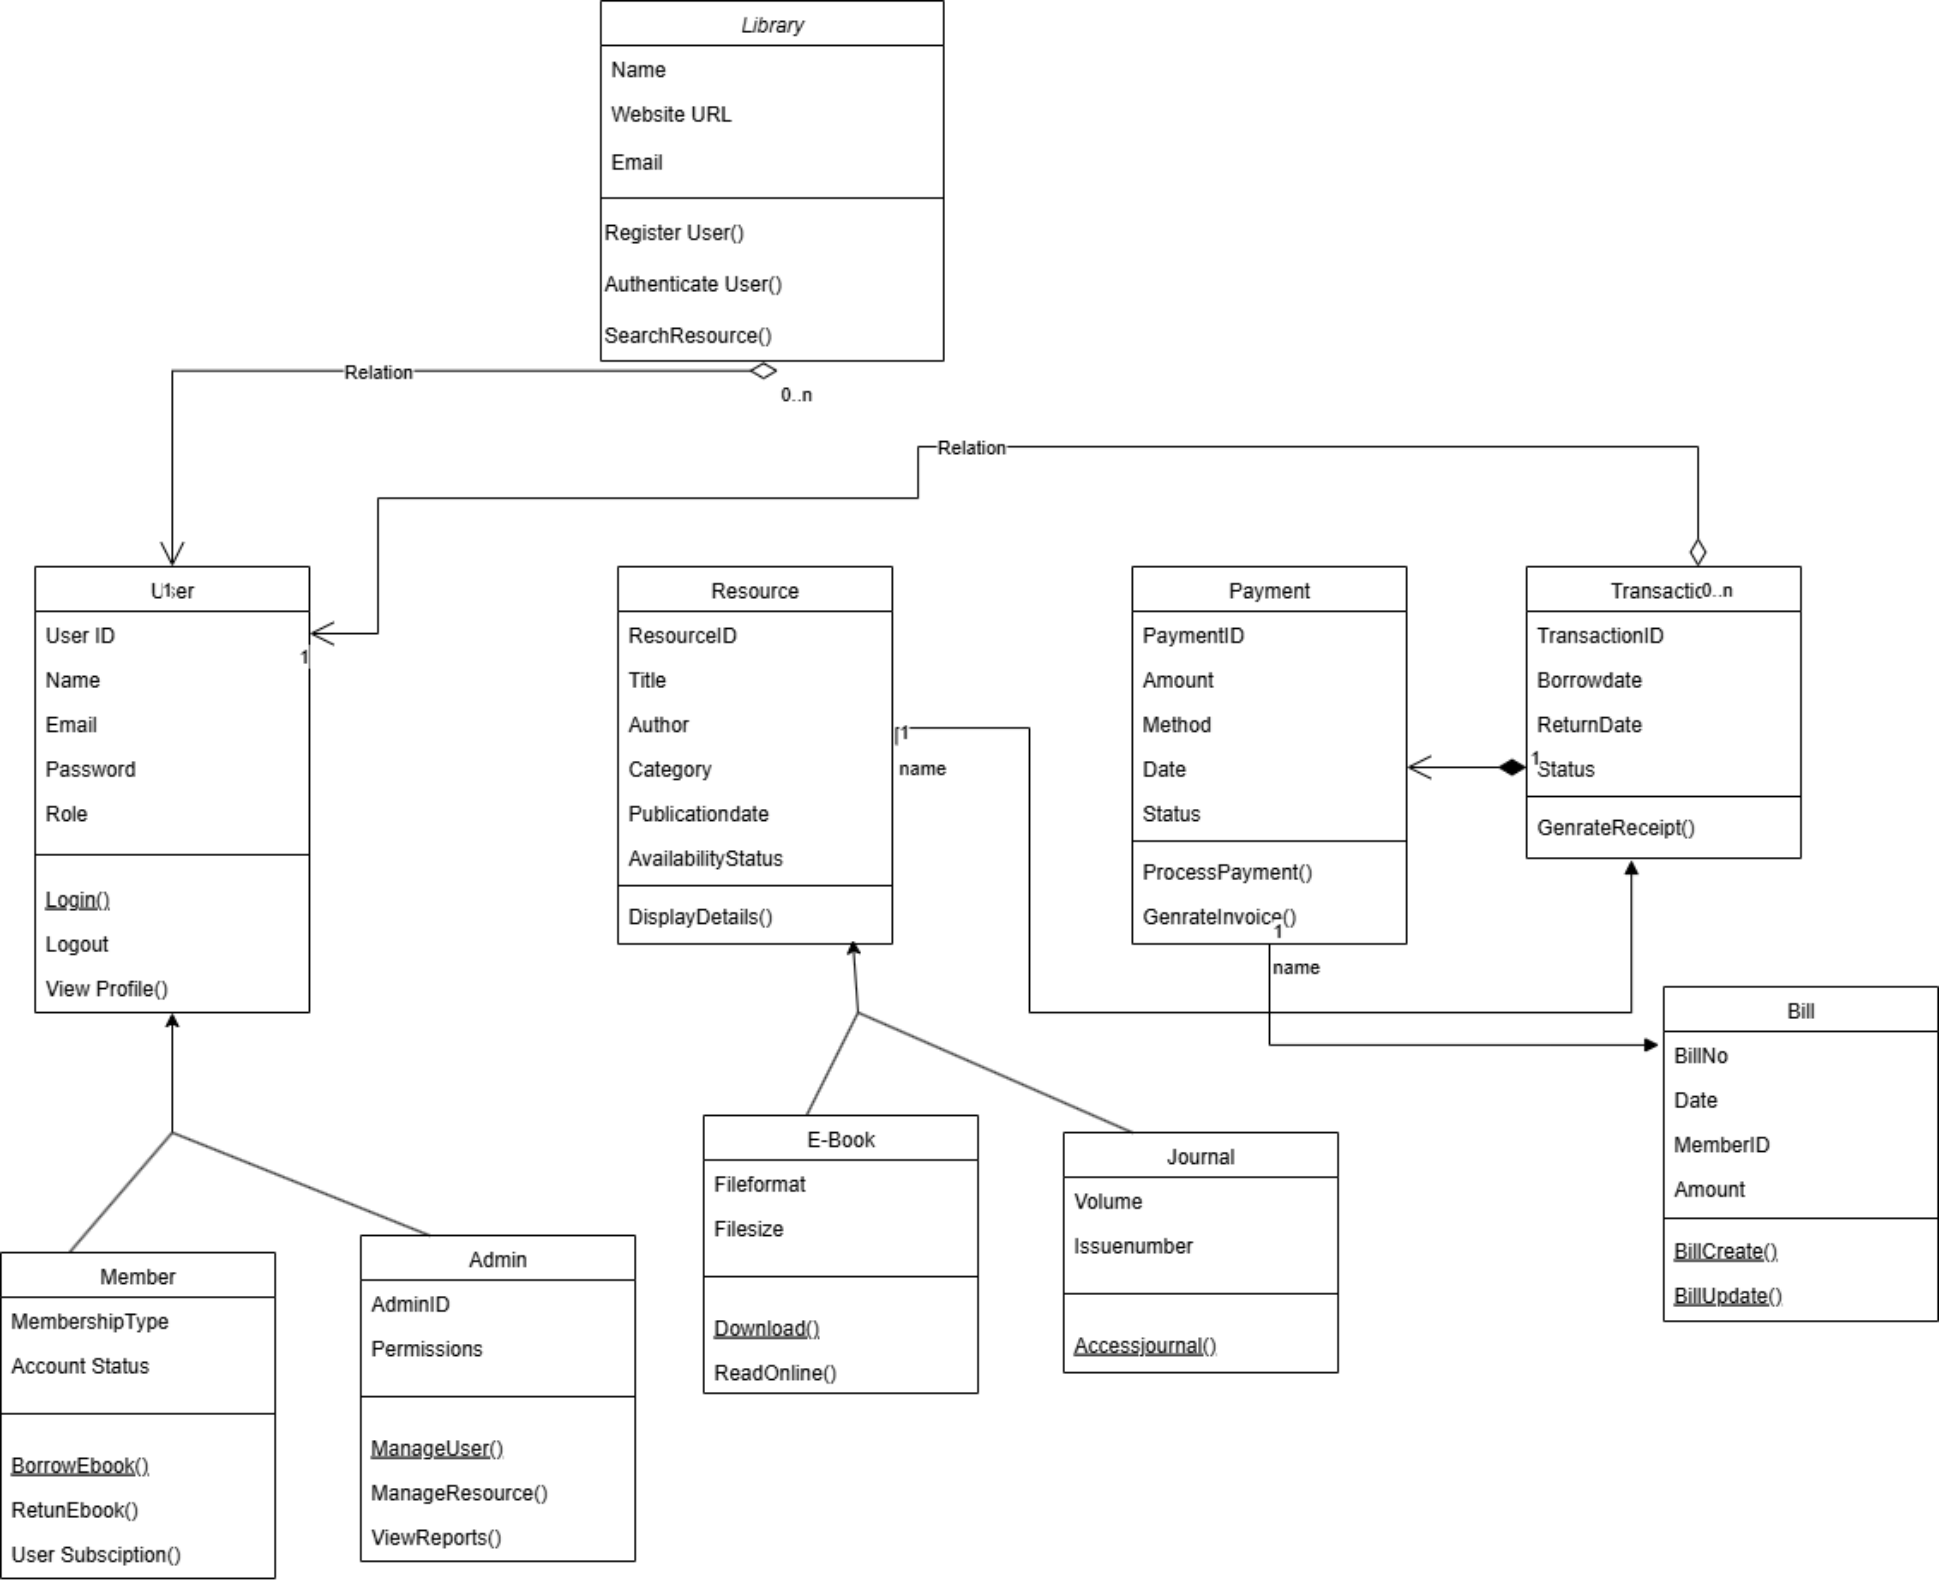 Library
Name
Website URL
Email
Register User()
Authenticate User()
SearchResource()
Relation
0..n
Relation
User
1
User ID
Name
Email
Password
Role
Login()
Logout
View Profile()
1
Resource
ResourceID
Title
Author
Category
Publicationdate
AvailabilityStatus
DisplayDetails()
1
name
Payment
PaymentID
Amount
Method
Date
Status
ProcessPayment()
GenrateInvoice()
1
name
Transactio
0..n
TransactionID
Borrowdate
ReturnDate
1
Status
GenrateReceipt()
Bill
BillNo
Date
MemberID
Amount
BillCreate()
BillUpdate()
Member
MembershipType
Account Status
BorrowEbook()
RetunEbook()
User Subsciption()
Admin
AdminID
Permissions
ManageUser()
ManageResource()
ViewReports()
E-Book
Fileformat
Filesize
Download()
ReadOnline()
Journal
Volume
Issuenumber
Accessjournal()